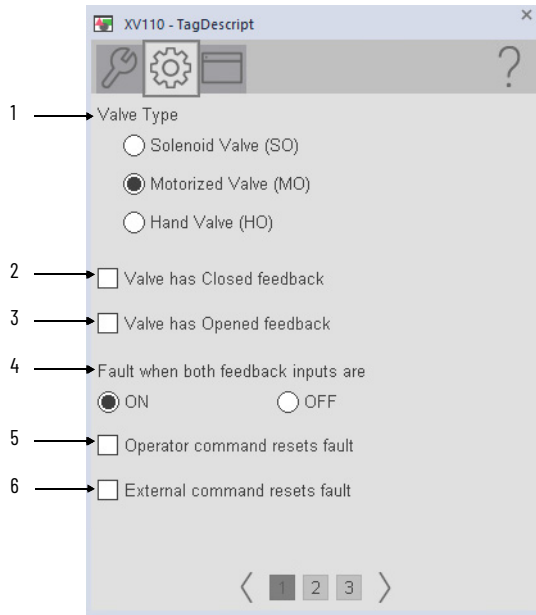 XV110 - TagDescript
×
?
1 Valve Type
Solenoid Valve (SO)
Motorized Valve (MO)
Hand Valve (HO)
2 Valve has Closed feedback
3 Valve has Opened feedback
4 Fault when both feedback inputs are
ON OFF
5 Operator command resets fault
6 External command resets fault
1 2 3